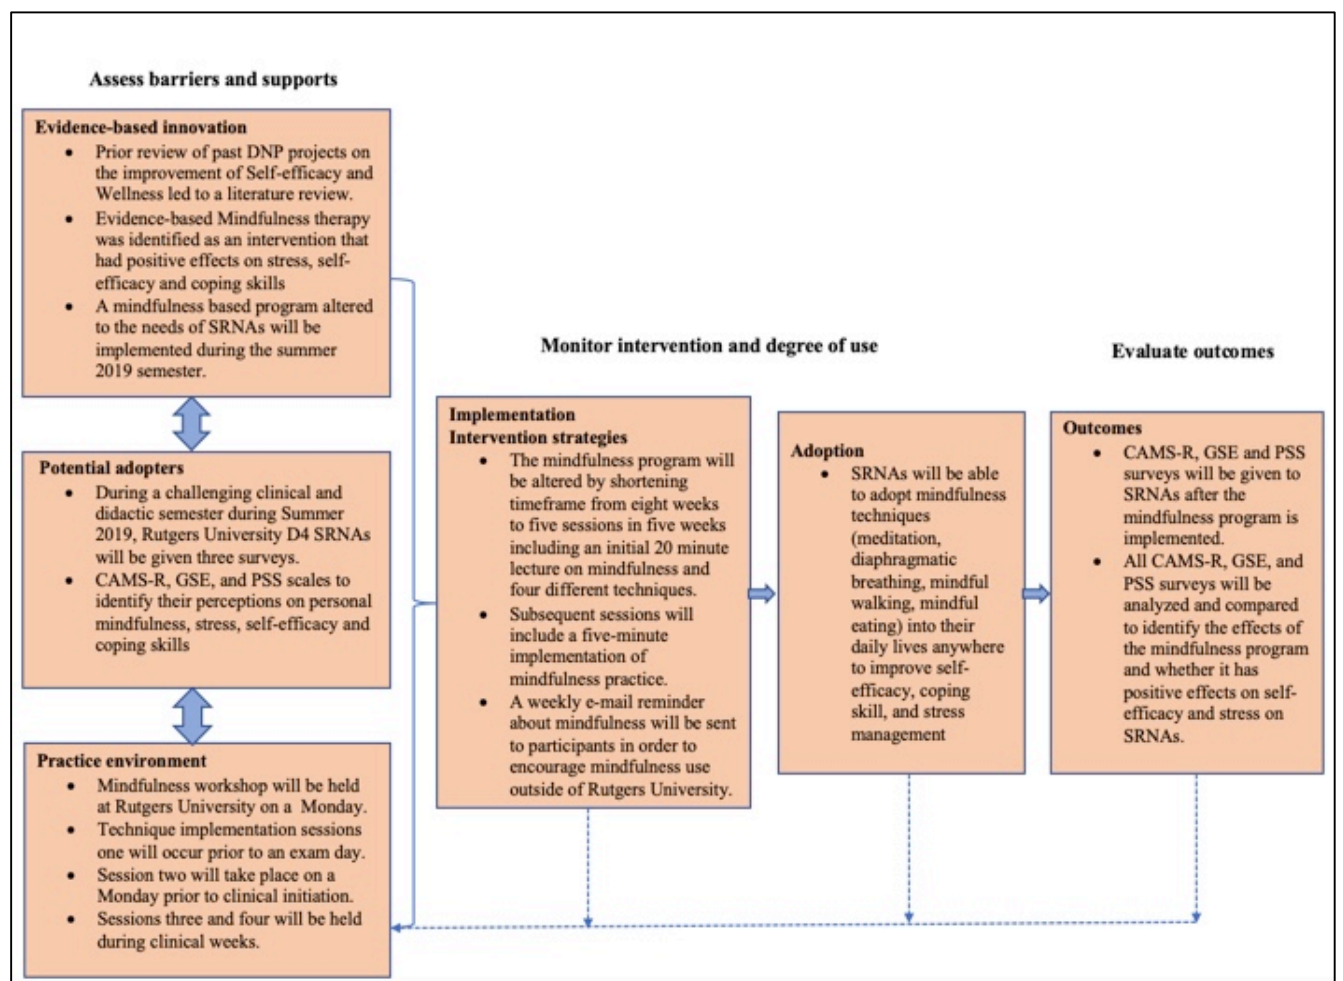 Assess barriers and supports
Evidence-based innovation
• Prior review of past DNP projects on
the improvement of Self-efficacy and
Wellness led to a literature review.
• Evidence-based Mindfulness therapy
was identified as an intervention that
had positive effects on stress, self-
efficacy and coping skills
• A mindfulness based program altered
to the needs of SRNAs will be
implemented during the summer
2019 semester.
Potential adopters
• During a challenging clinical and
didactic semester during Summer
2019, Rutgers University D4 SRNAs
will be given three surveys.
• CAMS-R, GSE, and PSS scales to
identify their perceptions on personal
mindfulness, stress, self-efficacy and
coping skills
Practice environment
• Mindfulness workshop will be held
at Rutgers University on a Monday.
• Technique implementation sessions
one will occur prior to an exam day.
• Session two will take place on a
Monday prior to clinical initiation.
• Sessions three and four will be held
during clinical weeks.
Monitor intervention and degree of use
Implementation
Intervention strategies
• The mindfulness program will
be altered by shortening
timeframe from eight weeks
to five sessions in five weeks
including an initial 20 minute
lecture on mindfulness and
four different techniques.
• Subsequent sessions will
include a five-minute
implementation of
mindfulness practice.
• A weekly e-mail reminder
about mindfulness will be sent
to participants in order to
encourage mindfulness use
outside of Rutgers University.
Adoption
• SRNAs will be able
to adopt mindfulness
techniques
(meditation,
diaphragmatic
breathing, mindful
walking, mindful
eating) into their
daily lives anywhere
to improve self-
efficacy, coping
skill, and stress
management
Evaluate outcomes
Outcomes
• CAMS-R, GSE and PSS
surveys will be given to
SRNAs after the
mindfulness program is
implemented.
• All CAMS-R, GSE, and
PSS surveys will be
analyzed and compared
to identify the effects of
the mindfulness program
and whether it has
positive effects on self-
efficacy and stress on
SRNAs.